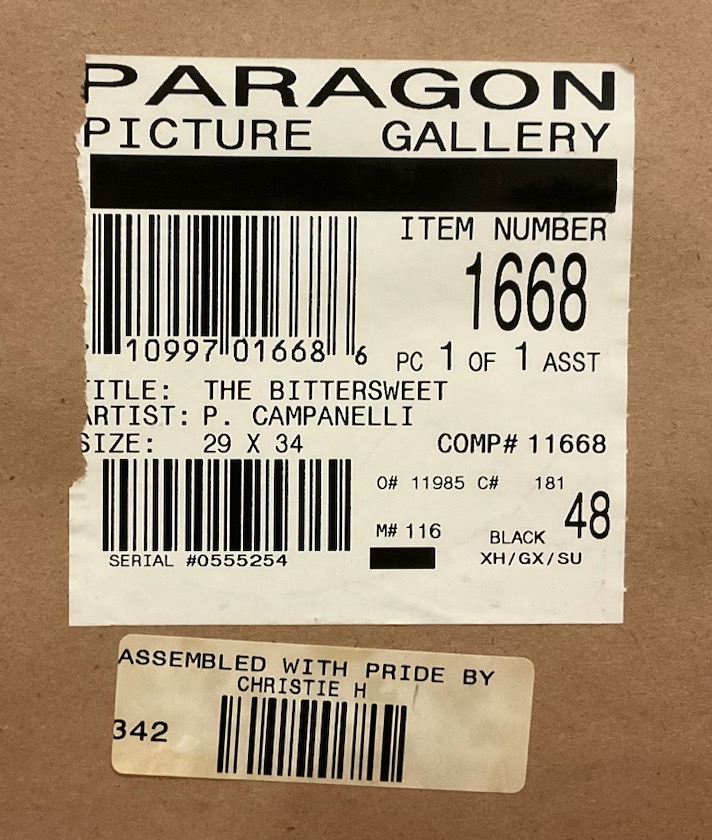 PARAGON
PICTURE GALLERY
ITEM NUMBER
1668
10997 01668 6
PC 1 OF 1 ASST
TITLE: THE BITTERSWEET
ARTIST: P. CAMPANELLI
SIZE: 29 X 34
COMP# 11668
O# 11985 C# 181
48
M# 116
BLACK
SERIAL #0555254
XH/GX/SU
ASSEMBLED WITH PRIDE BY
CHRISTIE H
342